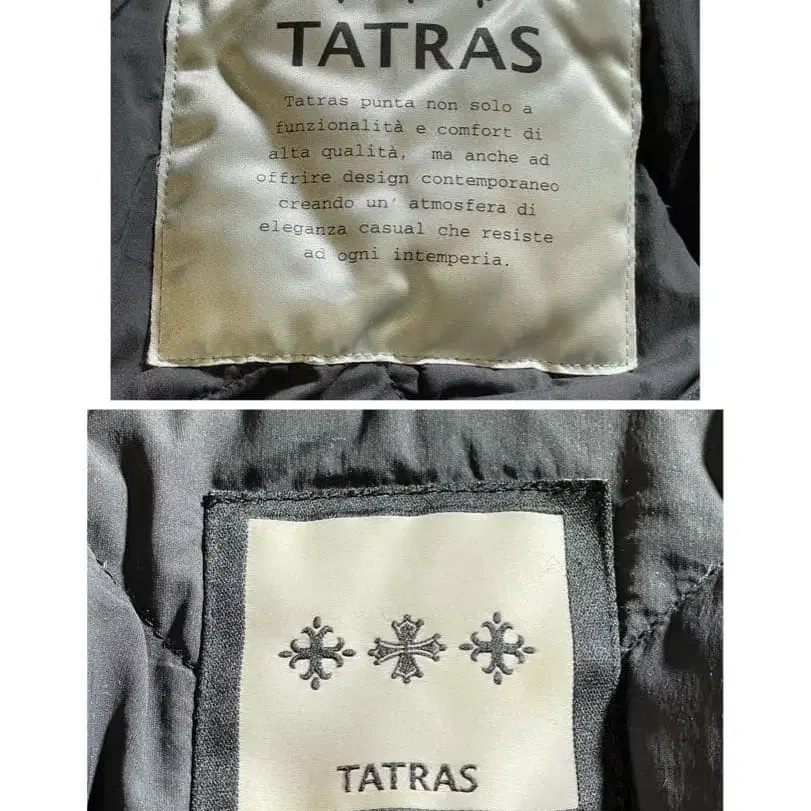 TATRAS
Tatras punta non solo a
funzionalità e comfort di
alta qualità, ma anche ad
offrire design contemporaneo
creando un' atmosfera di
eleganza casual che resiste
ad ogni intemperia.
TATRAS